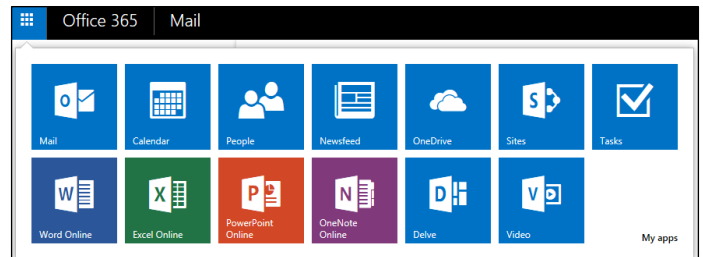 Office 365 Mail
Mail Calendar People Newsfeed OneDrive Sites Tasks
Word Online Excel Online PowerPoint Online OneNote Online Delve Video My apps